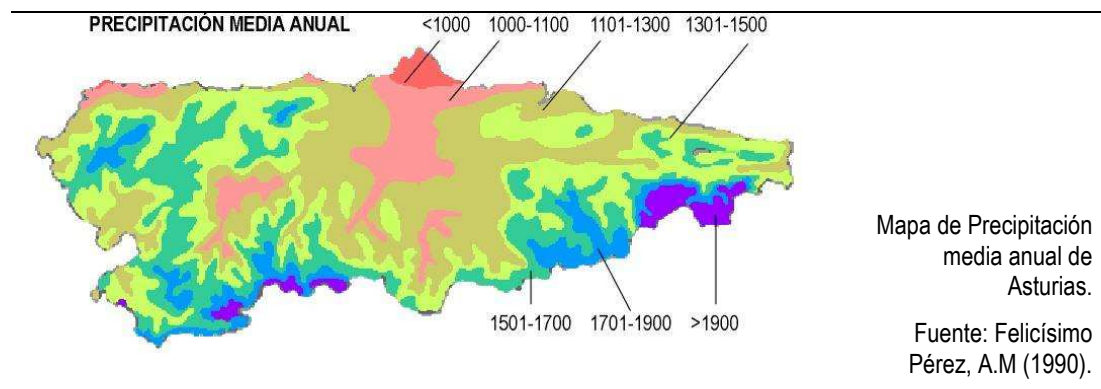 PRECIPITACIÓN MEDIA ANUAL
<1000 1000-1100 1101-1300 1301-1500
1501-1700 1701-1900 >1900
Mapa de Precipitación
media anual de
Asturias.
Fuente: Felicísimo
Pérez, A.M (1990).